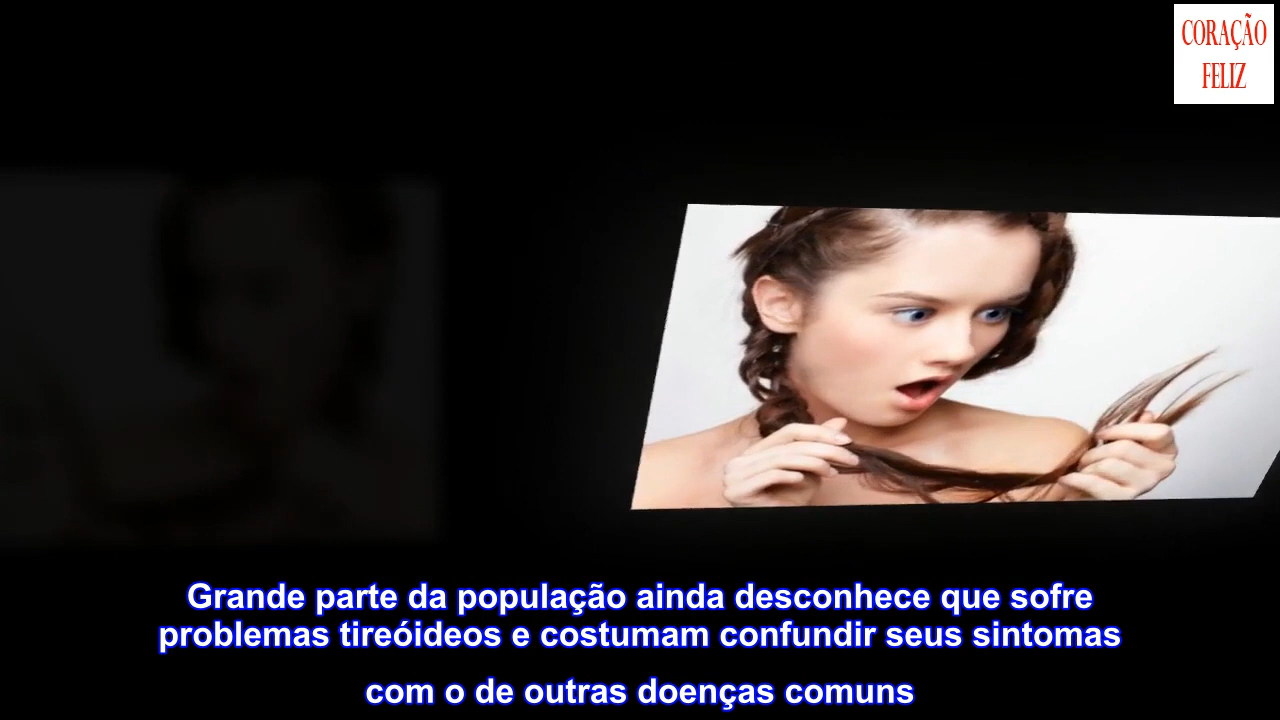 CORAÇÃO
FELIZ
Grande parte da população ainda desconhece que sofre
problemas tireóideos e costumam confundir seus sintomas
com o de outras doenças comuns